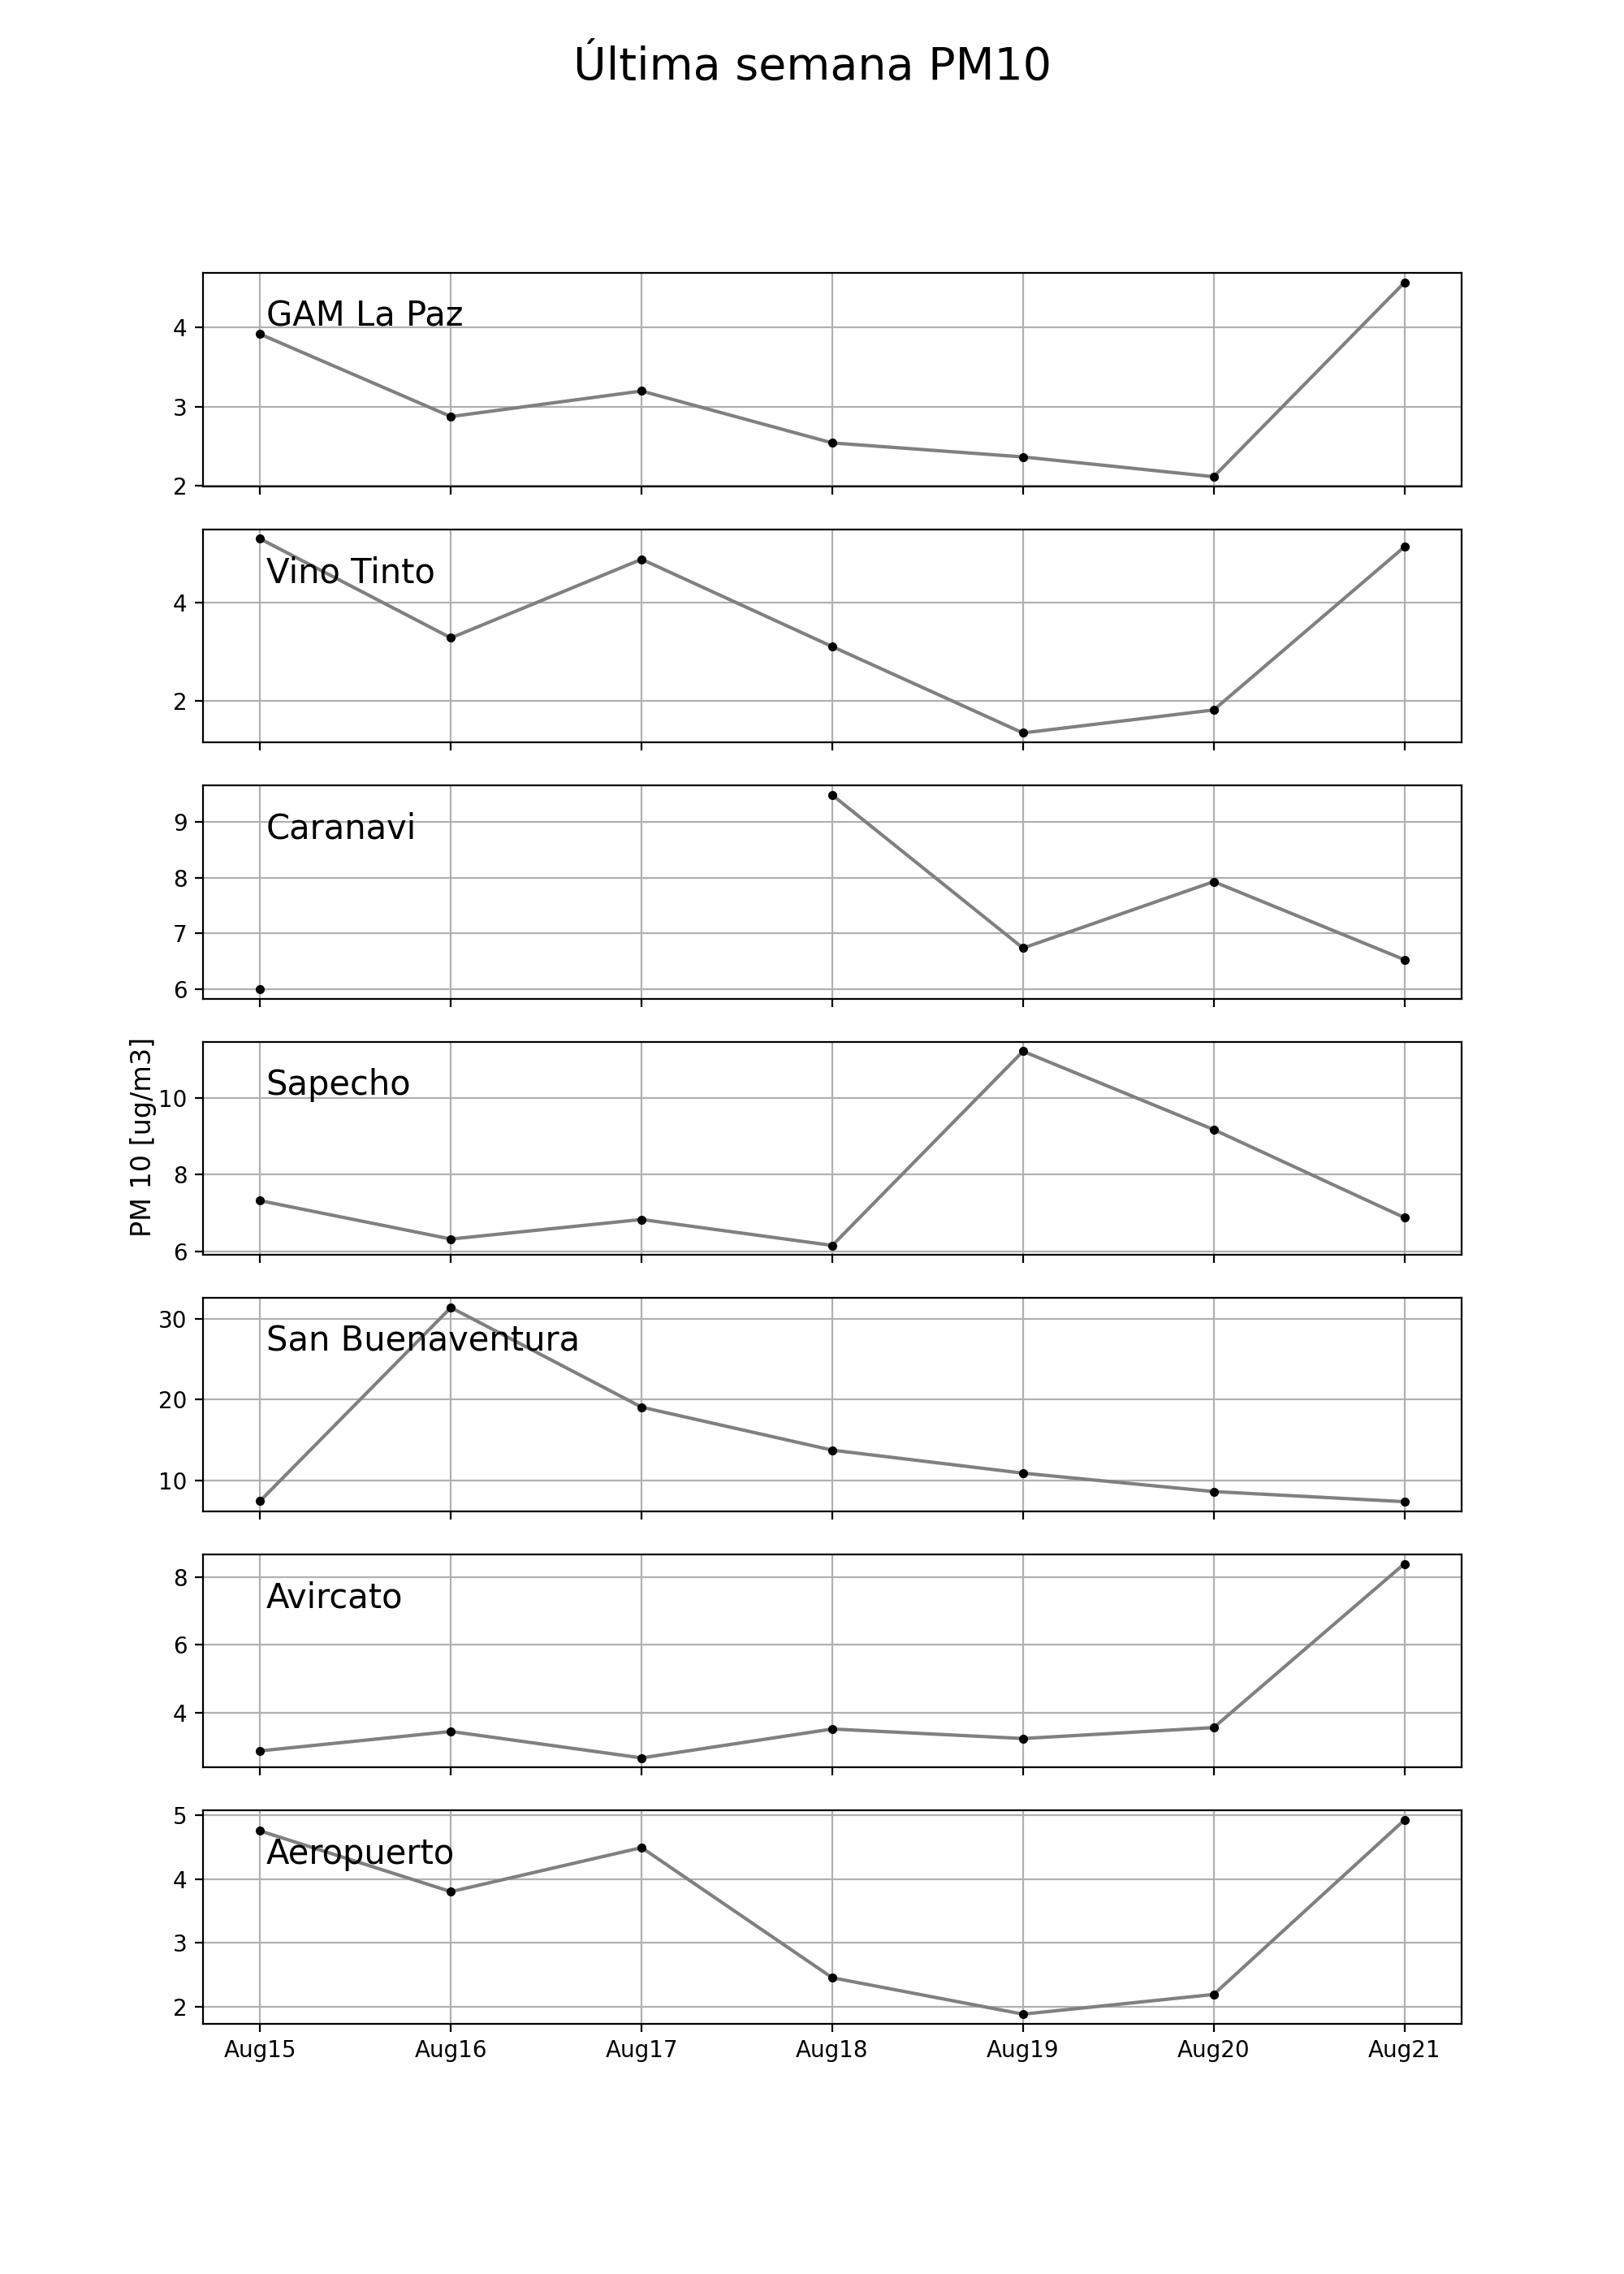 Última semana PM10
GAM La Paz
4
3
2
Vino Tinto
4
2
Caranavi
9
8
7
6
PM 10 [ug/m3]
Sapecho
10
8
6
San Buenaventura
30
20
10
Avircato
8
6
4
Aeropuerto
5
4
3
2
Aug15 Aug16 Aug17 Aug18 Aug19 Aug20 Aug21